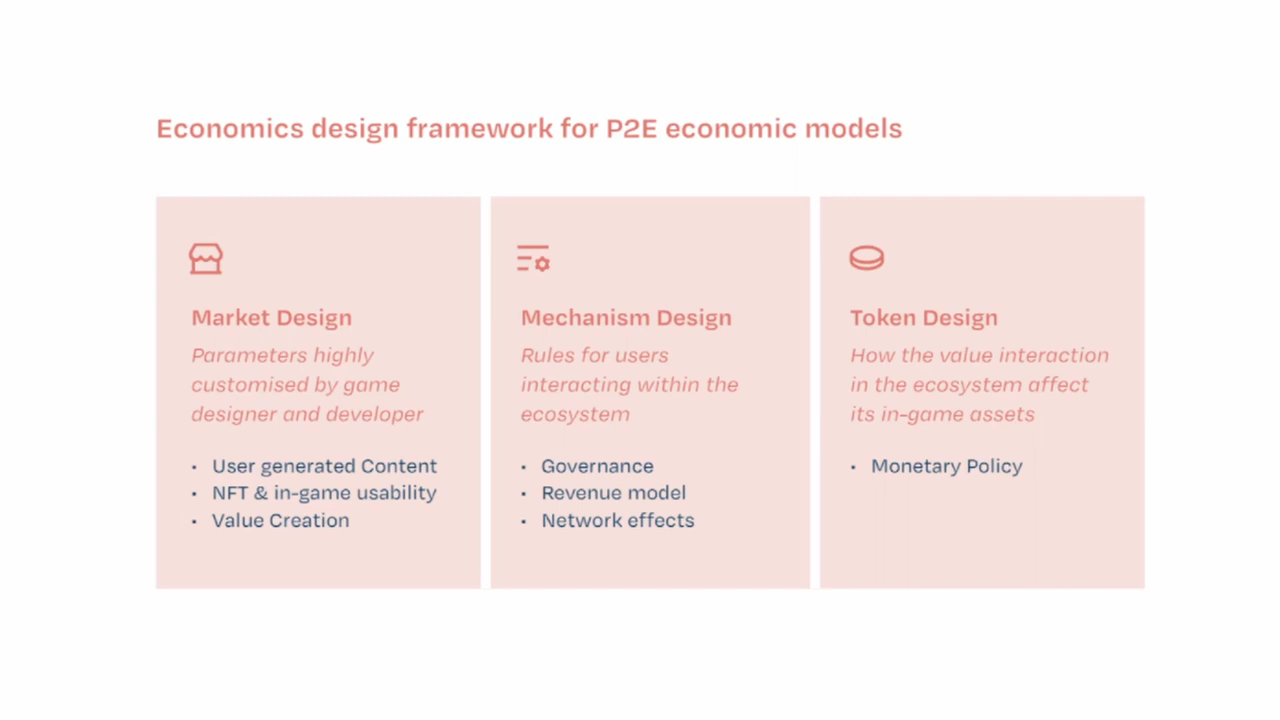 Economics design framework for P2E economic models
Market Design
Parameters highly
customised by game
designer and developer
• User generated Content
• NFT & in-game usability
• Value Creation
Mechanism Design
Rules for users
interacting within the
ecosystem
• Governance
• Revenue model
• Network effects
Token Design
How the value interaction
in the ecosystem affect
its in-game assets
• Monetary Policy